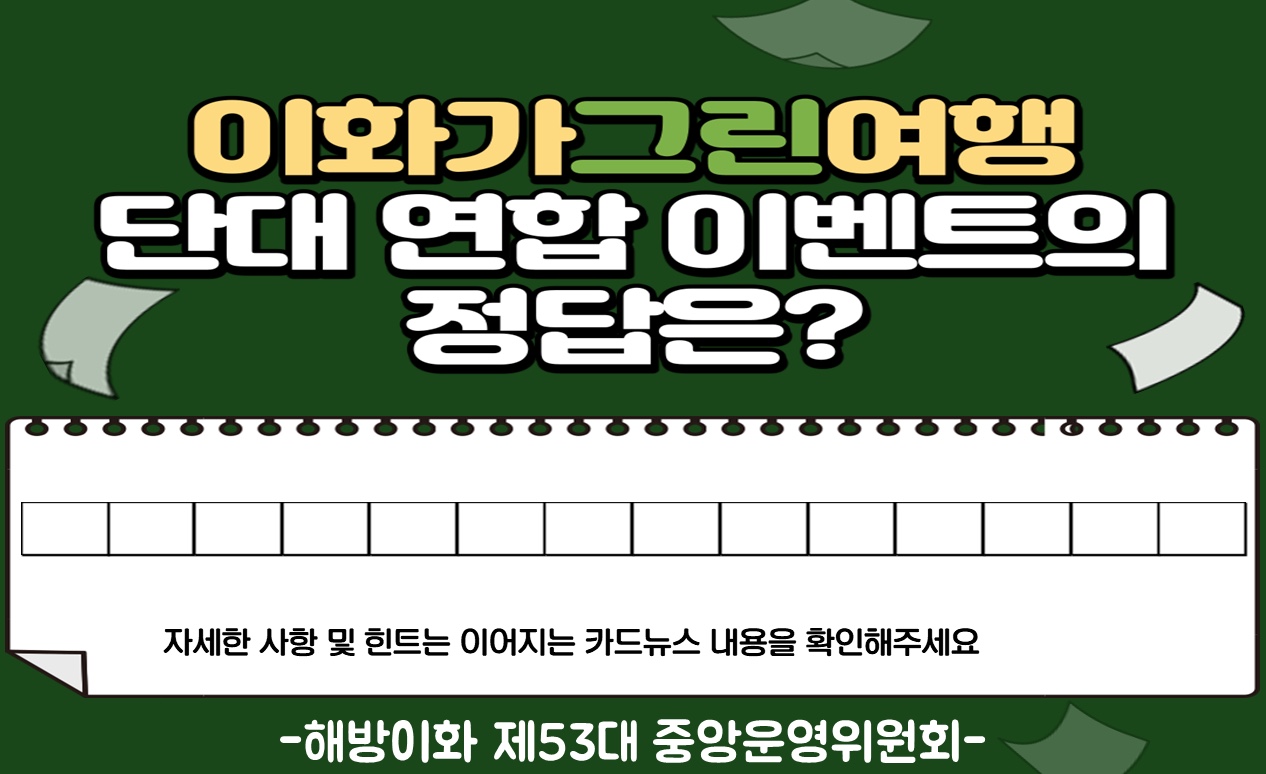 이화가그린여행
단대 연합 이벤트의
정답은?
자세한 사항 및 힌트는 이어지는 카드뉴스 내용을 확인해주세요
-해방이화 제53대 중앙운영위원회-